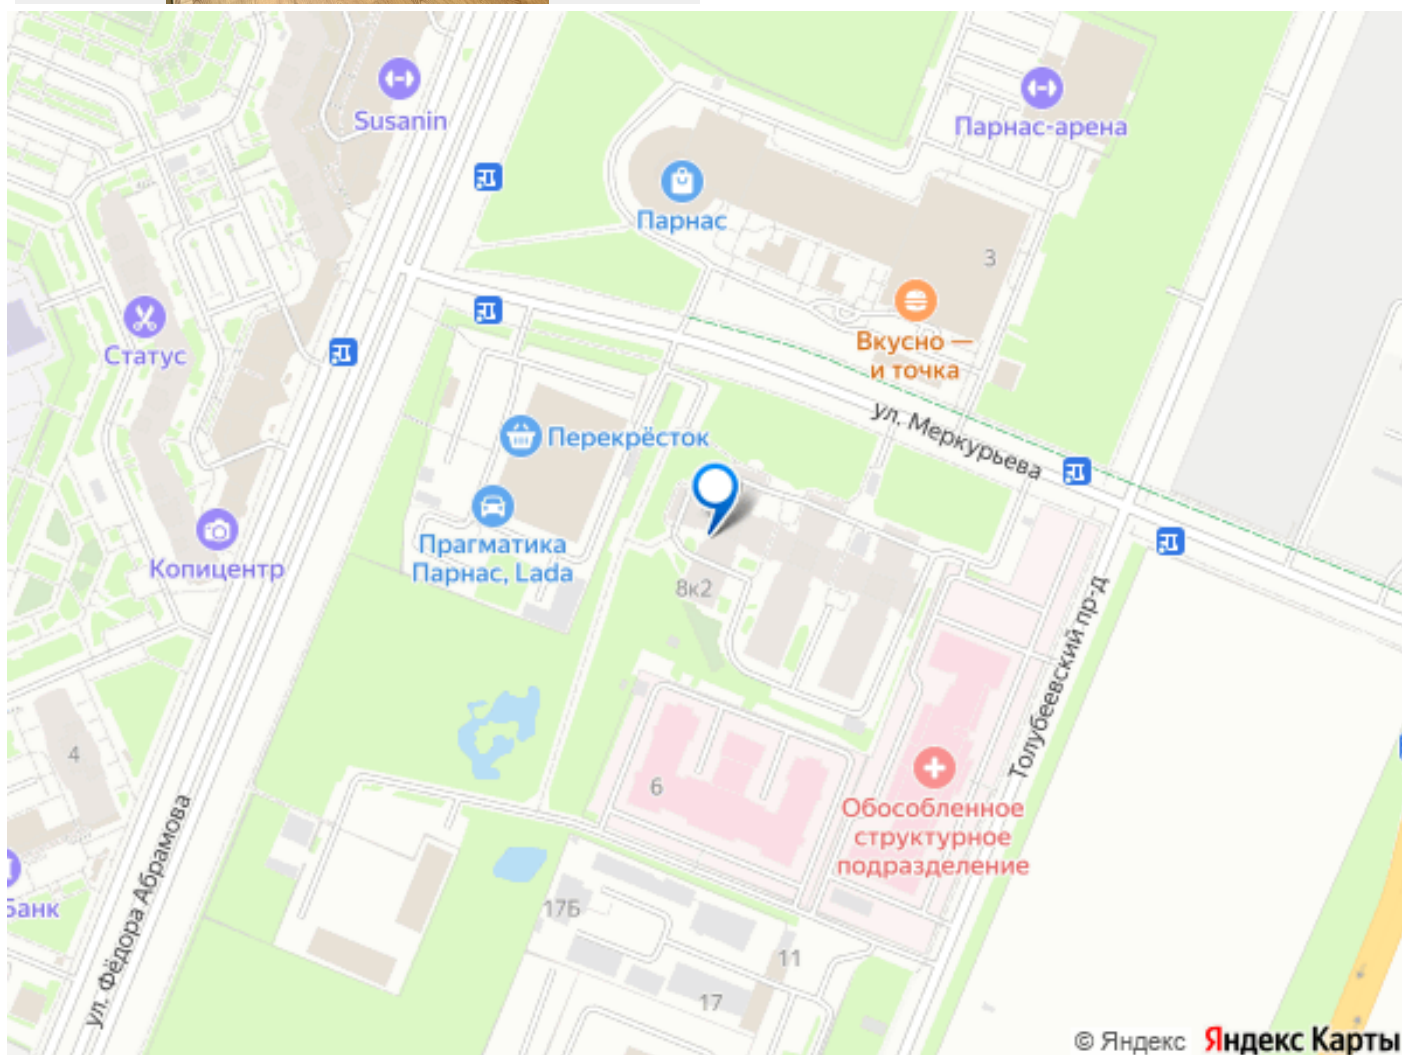 Susanin
Парнас-арена
Парнас
3
Статус
Вкусно —
и точка
ул. Меркурьева
Перекрёсток
Прагматика
Парнас, Lada
Копицентр
8к2
Толубеевский пр-д
4
6
Обособленное
структурное
подразделение
ул. Фёдора Абрамова
Банк
17Б
11
17
© Яндекс Яндекс Карты